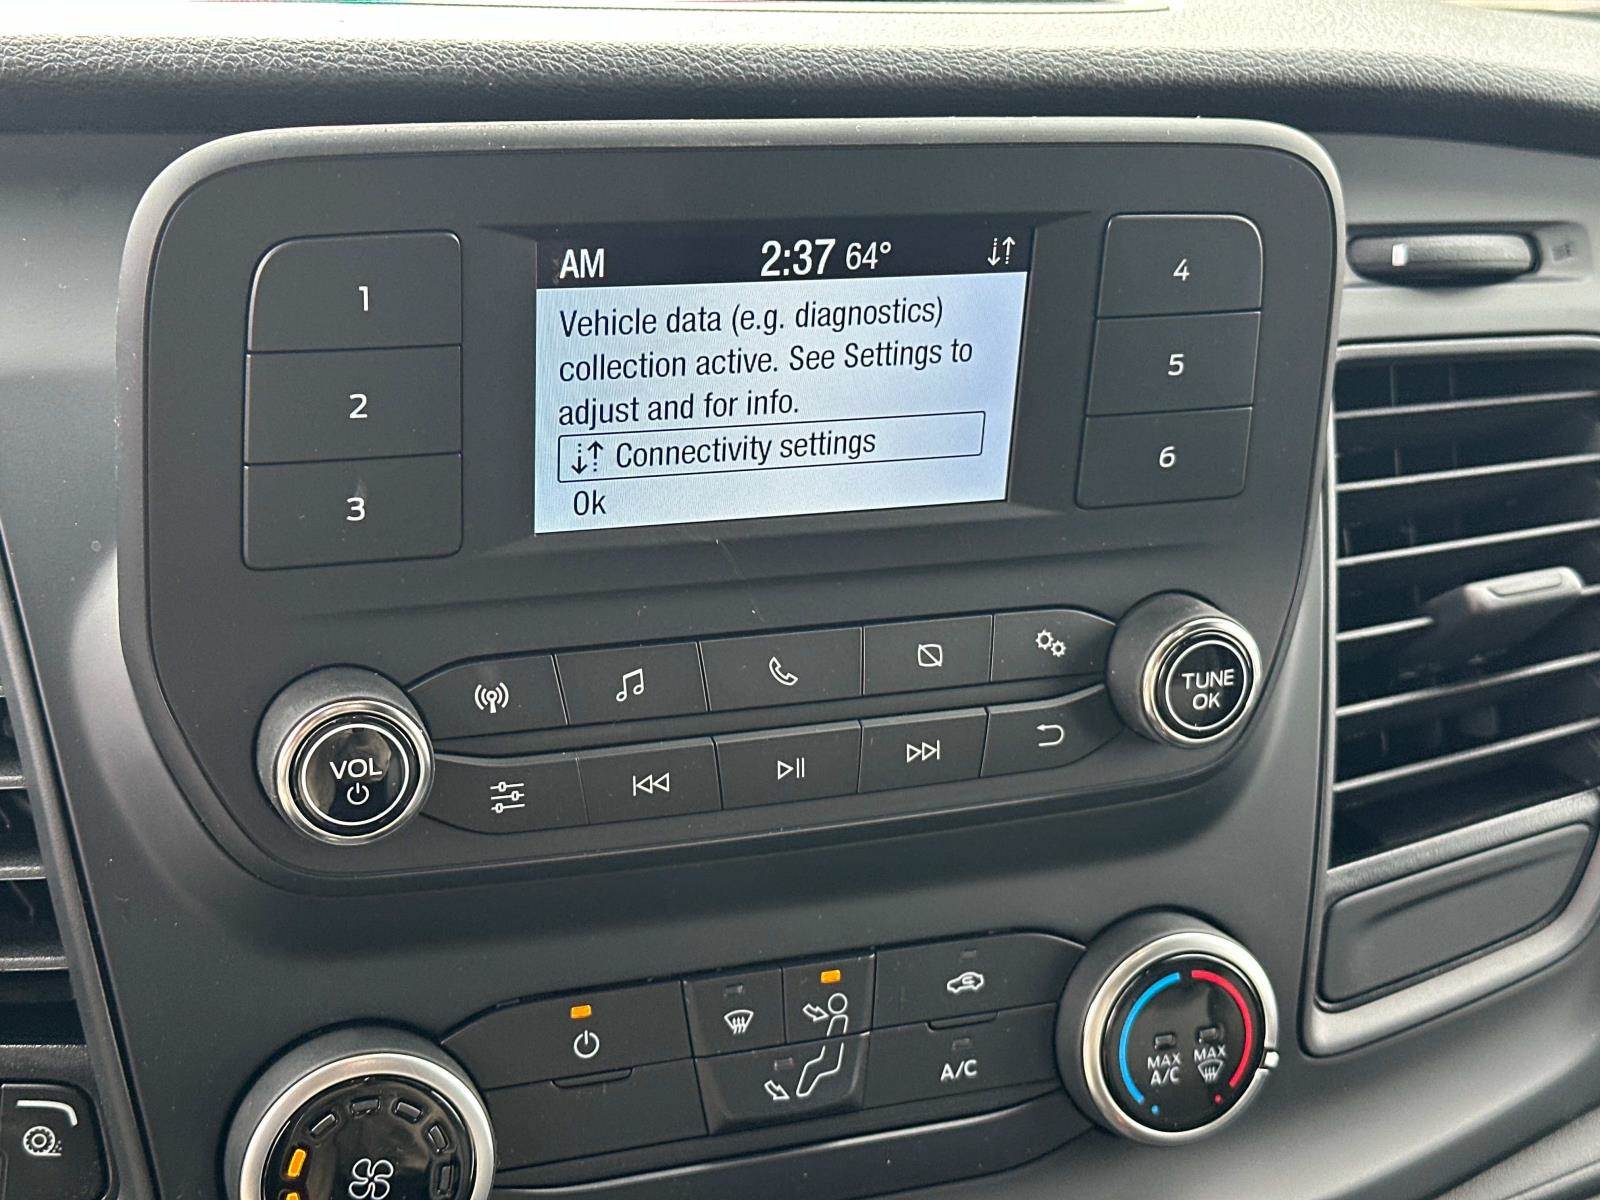 AM 2:37 64°
Vehicle data (e.g. diagnostics)
collection active. See Settings to
adjust and for info.
Connectivity settings
Ok
1
2
3
4
5
6
VOL
TUNE
OK
A/C
MAX
A/C
MAX